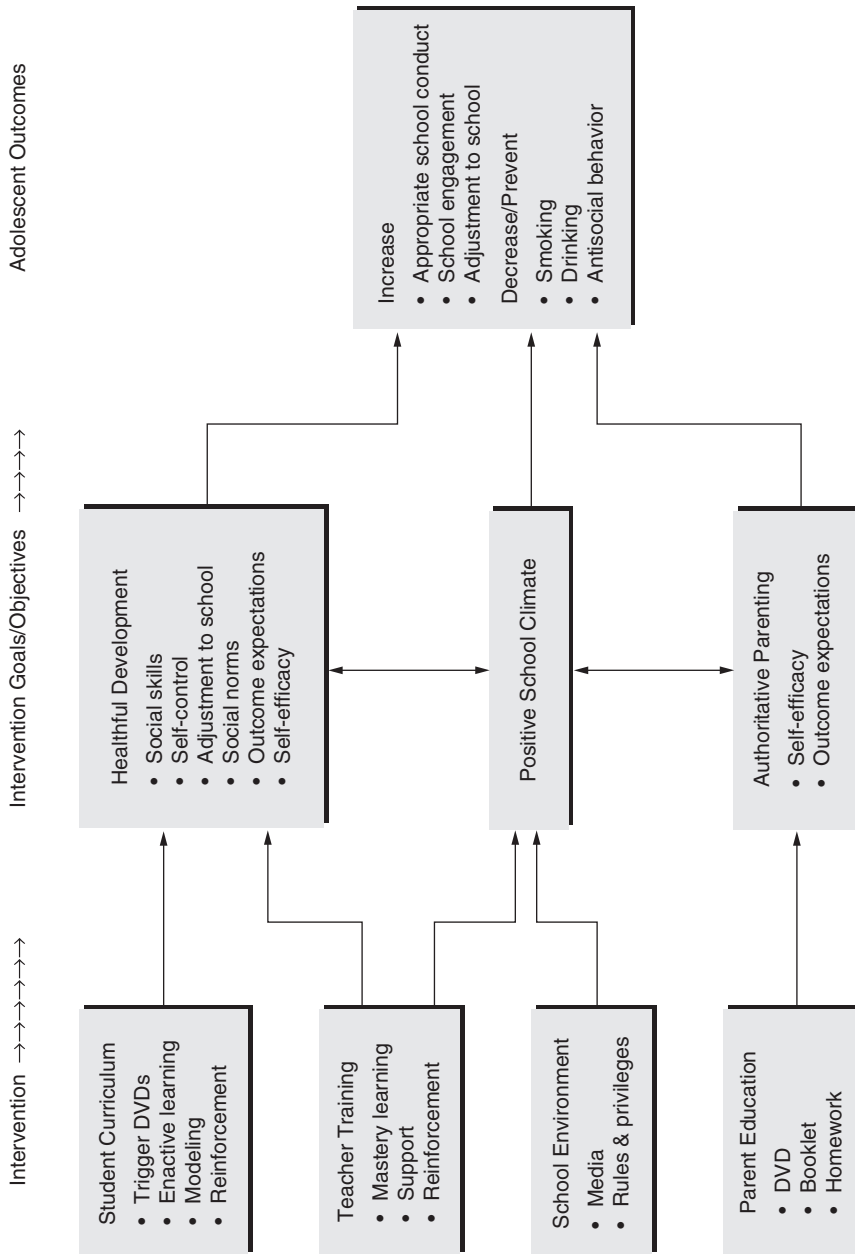 Intervention →→→→→→→
Intervention Goals/Objectives →→→→→
Adolescent Outcomes
Student Curriculum
• Trigger DVDs
• Enactive learning
• Modeling
• Reinforcement
Teacher Training
• Mastery learning
• Support
• Reinforcement
School Environment
• Media
• Rules & privileges
Parent Education
• DVD
• Booklet
• Homework
Healthful Development
• Social skills
• Self-control
• Adjustment to school
• Social norms
• Outcome expectations
• Self-efficacy
Positive School Climate
Authoritative Parenting
• Self-efficacy
• Outcome expectations
Increase
• Appropriate school conduct
• School engagement
• Adjustment to school
Decrease/Prevent
• Smoking
• Drinking
• Antisocial behavior